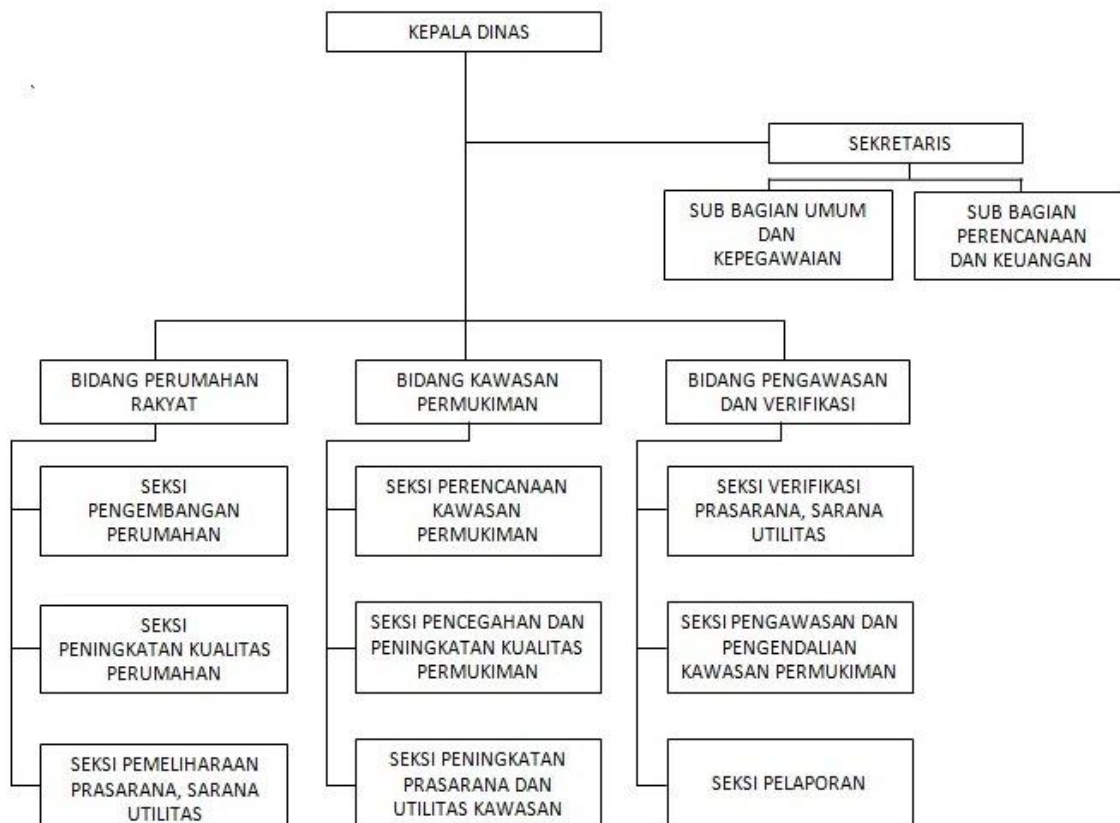 KEPALA DINAS
SEKRETARIS
SUB BAGIAN UMUM
DAN
KEPEGAWAIAN
SUB BAGIAN
PERENCANAAN
DAN KEUANGAN
BIDANG PERUMAHAN
RAKYAT
BIDANG KAWASAN
PERMUKIMAN
BIDANG PENGAWASAN
DAN VERIFIKASI
SEKSI
PENGEMBANGAN
PERUMAHAN
SEKSI PERENCANAAN
KAWASAN
PERMUKIMAN
SEKSI VERIFIKASI
PRASARANA, SARANA
UTILITAS
SEKSI
PENINGKATAN KUALITAS
PERUMAHAN
SEKSI PENCEGAHAN DAN
PENINGKATAN KUALITAS
PERMUKIMAN
SEKSI PENGAWASAN DAN
PENGENDALIAN
KAWASAN PERMUKIMAN
SEKSI PEMELIHARAAN
PRASARANA, SARANA
UTILITAS
SEKSI PENINGKATAN
PRASARANA DAN
UTILITAS KAWASAN
SEKSI PELAPORAN